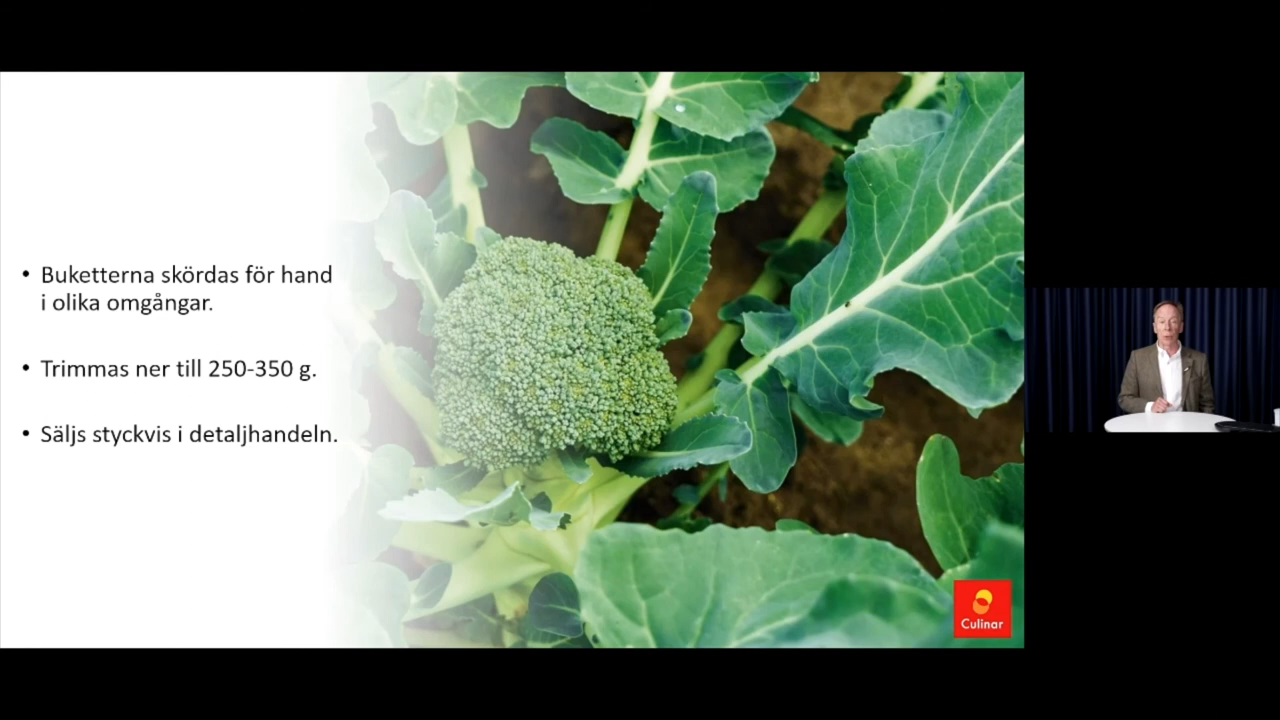 • Buketterna skördas för hand
i olika omgångar.
• Trimmas ner till 250-350 g.
• Säljs styckvis i detaljhandeln.
Culinar